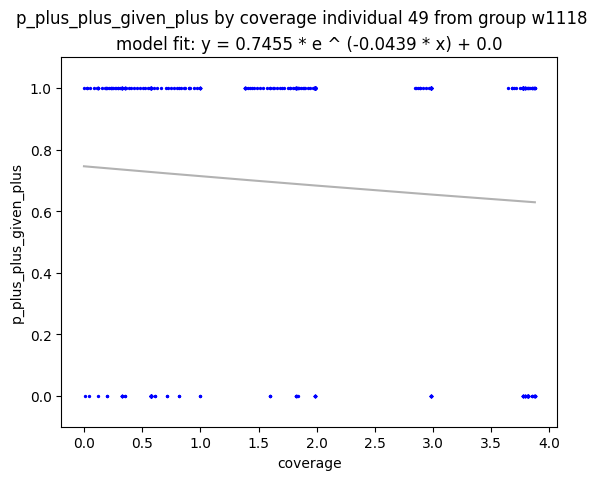 p_plus_plus_given_plus by coverage individual 49 from group w1118
model fit: y = 0.7455 * e ^ (-0.0439 * x) + 0.0
1.0
0.8
0.6
0.4
0.2
0.0
p_plus_plus_given_plus
0.0 0.5 1.0 1.5 2.0 2.5 3.0 3.5 4.0
coverage